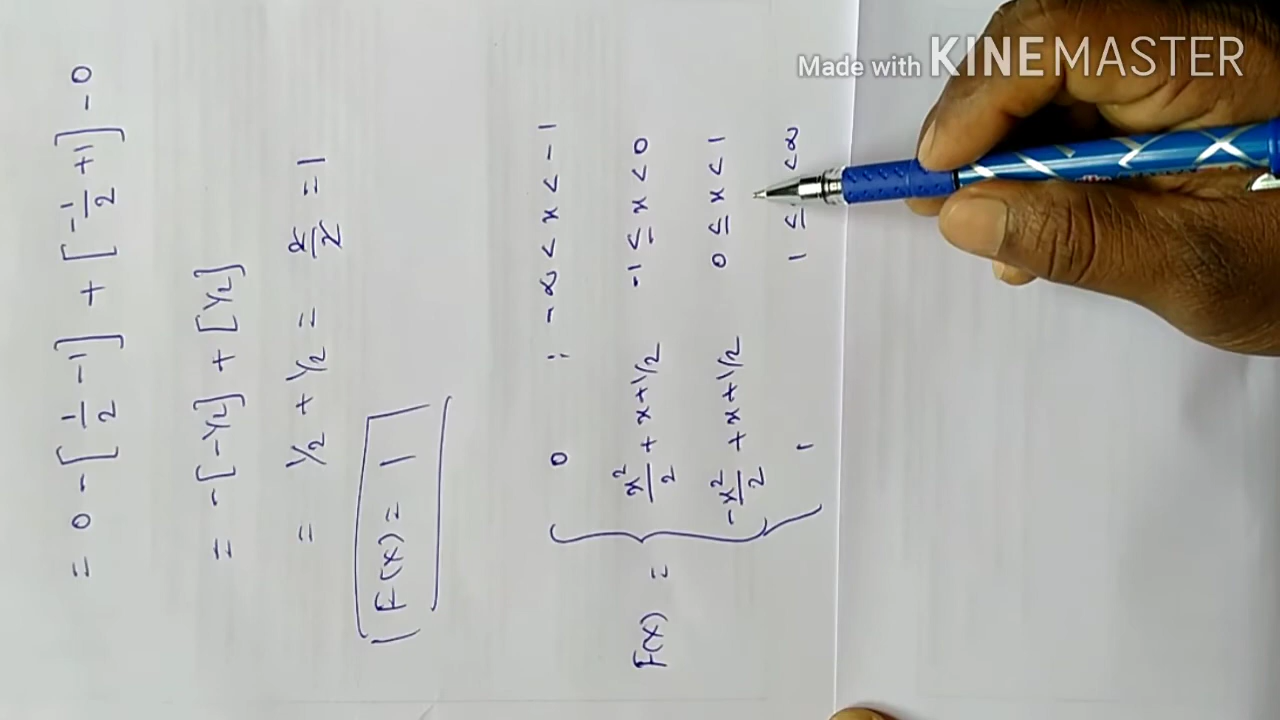 = 0 - [1/2 - 1] + [-1/2 + 1] - 0
= -[-1/2] + [1/2]
= 1/2 + 1/2 = 2/2 = 1
F(x) = 1
F(x) = { 0 ; -∞ < x < -1
x²/2 + x + 1/2 -1 ≤ x < 0
-x²/2 + x + 1/2 0 ≤ x < 1
1 1 ≤ < ∞
Made with KINEMASTER